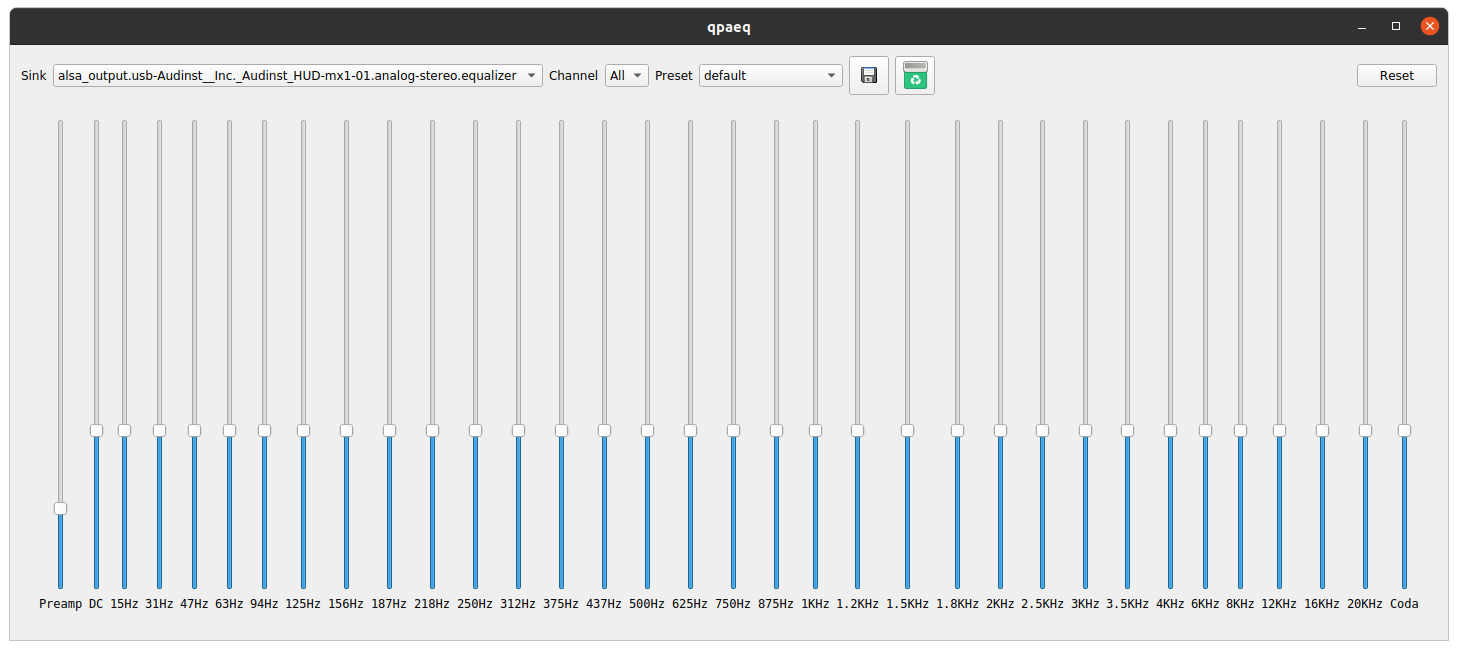 qpaeq
Sink alsa_output.usb-Audinst__Inc._Audinst_HUD-mx1-01.analog-stereo.equalizer Channel All Preset default Reset
Preamp DC 15Hz 31Hz 47Hz 63Hz 94Hz 125Hz 156Hz 187Hz 218Hz 250Hz 312Hz 375Hz 437Hz 500Hz 625Hz 750Hz 875Hz 1KHz 1.2KHz 1.5KHz 1.8KHz 2KHz 2.5KHz 3KHz 3.5KHz 4KHz 6KHz 8KHz 12KHz 16KHz 20KHz Coda